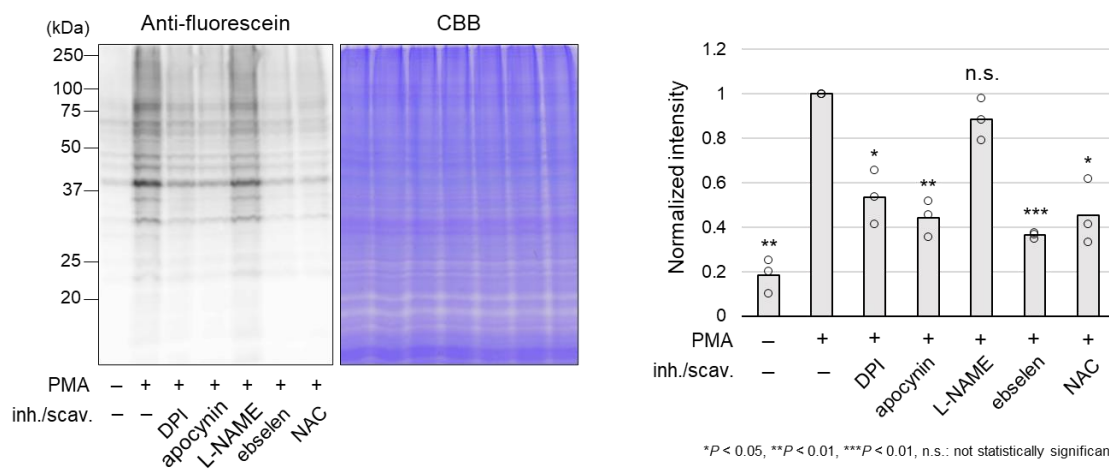 Anti-fluorescein CBB
(kDa)
250
100
75
50
37
25
20
PMA – + + + + + +
inh./scav. – – DPI apocynin L-NAME ebselen NAC
Normalized intensity
1.2
1
0.8
0.6
0.4
0.2
0
** * ** n.s. *** *
PMA – + + + + + +
inh./scav. – – DPI apocynin L-NAME ebselen NAC
*P < 0.05, **P < 0.01, ***P < 0.01, n.s.: not statistically significan